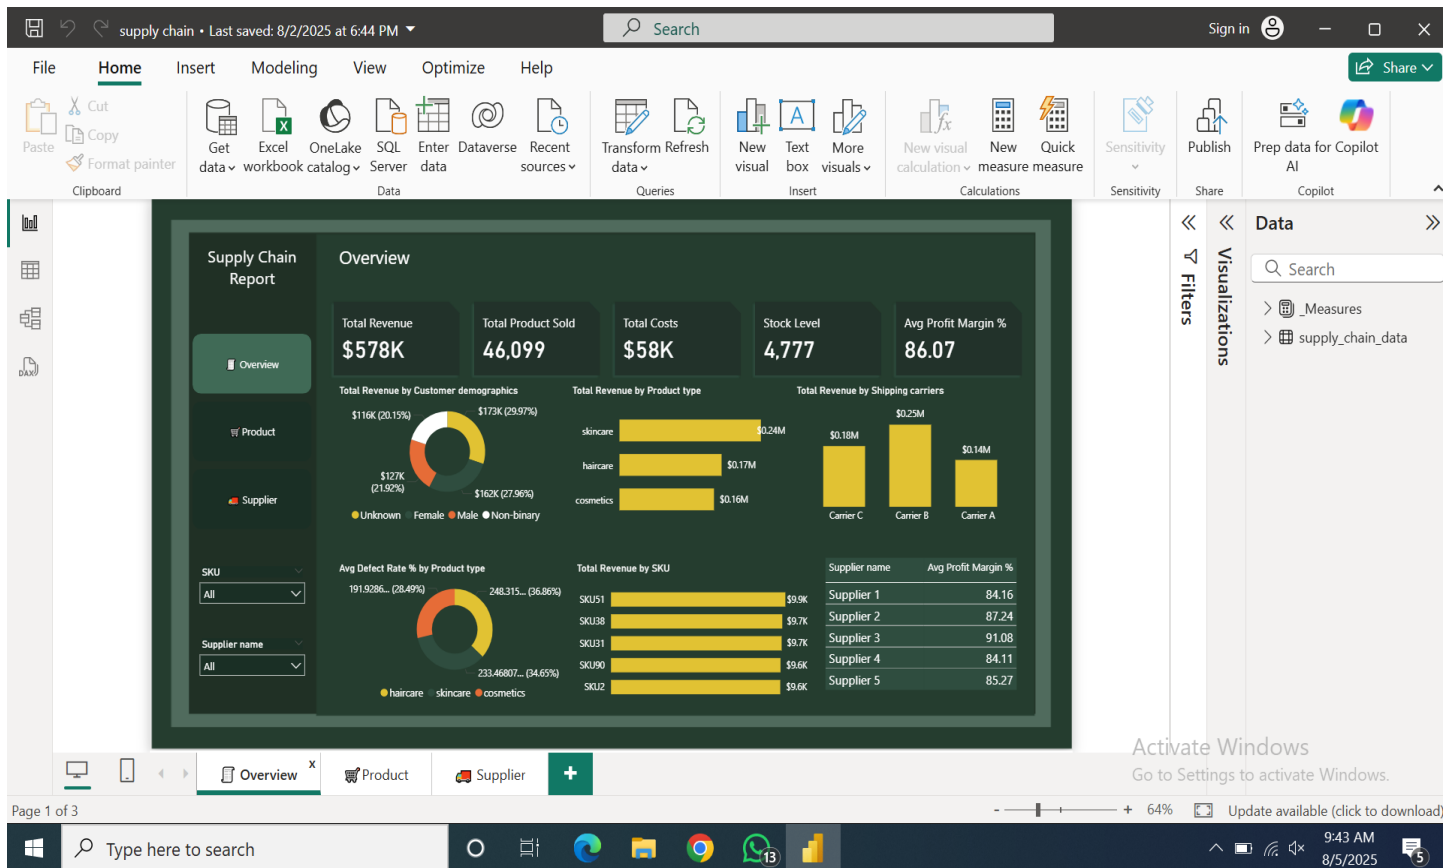 supply chain • Last saved: 8/2/2025 at 6:44 PM
Search
Sign in
File Home Insert Modeling View Optimize Help
Share
Paste
Cut
Copy
Format painter
Clipboard
Get data
Excel workbook
OneLake catalog
SQL Server
Enter data
Dataverse
Recent sources
Data
Transform data
Refresh
Queries
New visual
Text box
More visuals
Insert
New visual calculation
New measure
Quick measure
Calculations
Sensitivity
Sensitivity
Publish
Share
Prep data for AI
Copilot
Copilot
Supply Chain
Report
Overview
Product
Supplier
SKU
All
Supplier name
All
Overview
Total Revenue
$578K
Total Product Sold
46,099
Total Costs
$58K
Stock Level
4,777
Avg Profit Margin %
86.07
Total Revenue by Customer demographics
$116K (20.15%)
$173K (29.97%)
$127K
(21.92%)
$162K (27.96%)
Unknown Female Male Non-binary
Total Revenue by Product type
skincare $0.24M
haircare $0.17M
cosmetics $0.16M
Total Revenue by Shipping carriers
$0.18M
$0.25M
$0.14M
Carrier C Carrier B Carrier A
Avg Defect Rate % by Product type
191.9286... (28.49%)
248.315... (36.86%)
233.46807... (34.65%)
haircare skincare cosmetics
Total Revenue by SKU
SKU51 $9.9K
SKU38 $9.7K
SKU31 $9.7K
SKU90 $9.6K
SKU2 $9.6K
Supplier name Avg Profit Margin %
Supplier 1 84.16
Supplier 2 87.24
Supplier 3 91.08
Supplier 4 84.11
Supplier 5 85.27
Filters
Visualizations
Data
Search
_Measures
supply_chain_data
DAX
Activate Windows
Go to Settings to activate Windows.
Overview x
Product
Supplier
+
Page 1 of 3
- + 64%
Update available (click to download)
Type here to search
13
9:43 AM
8/5/2025
5